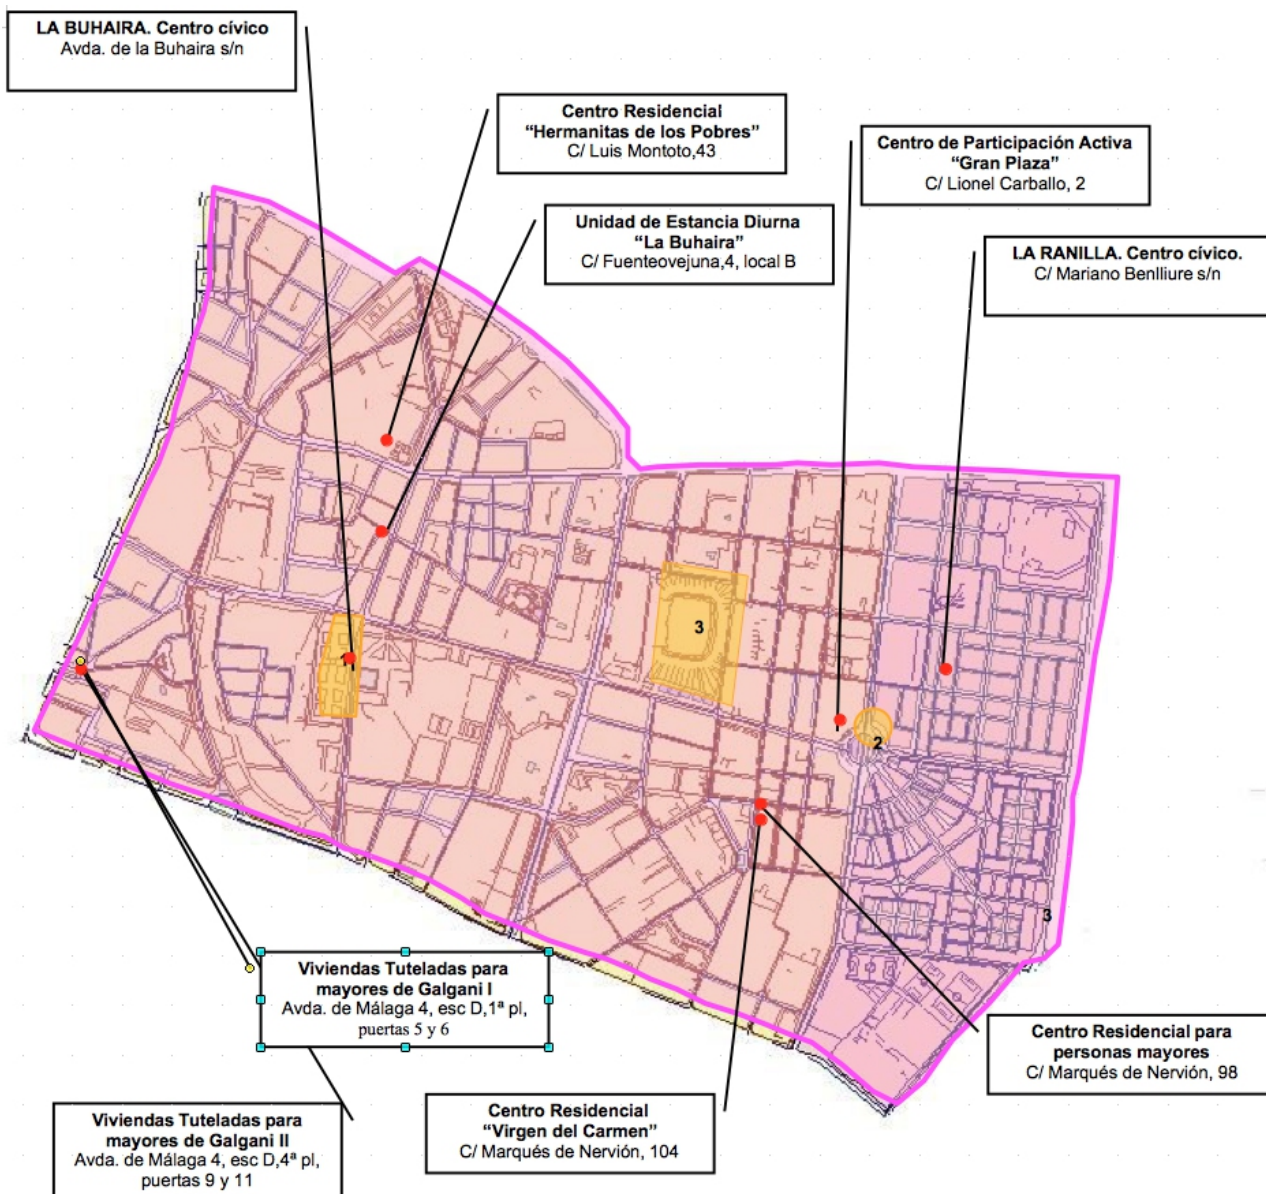 LA BUHAIRA. Centro cívico
Avda. de la Buhaira s/n
Centro Residencial
“Hermanitas de los Pobres”
C/ Luis Montoto,43
Centro de Participación Activa
“Gran Plaza”
C/ Lionel Carballo, 2
Unidad de Estancia Diurna
“La Buhaira”
C/ Fuenteovejuna,4, local B
LA RANILLA. Centro cívico.
C/ Mariano Benlliure s/n
3
1
2
3
Viviendas Tuteladas para
mayores de Galgani I
Avda. de Málaga 4, esc D,1ª pl,
puertas 5 y 6
Centro Residencial para
personas mayores
C/ Marqués de Nervión, 98
Centro Residencial
“Virgen del Carmen”
C/ Marqués de Nervión, 104
Viviendas Tuteladas para
mayores de Galgani II
Avda. de Málaga 4, esc D,4ª pl,
puertas 9 y 11